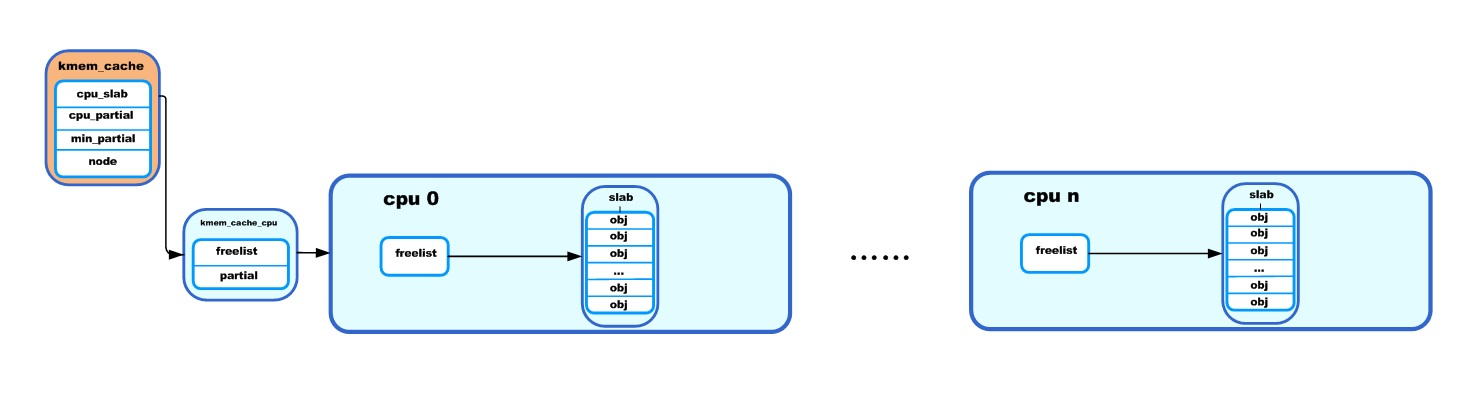 kmem_cache
cpu_slab
cpu_partial
min_partial
node
kmem_cache_cpu
freelist
partial
cpu 0
freelist
slab
obj
obj
obj
...
obj
obj
......
cpu n
freelist
slab
obj
obj
obj
...
obj
obj